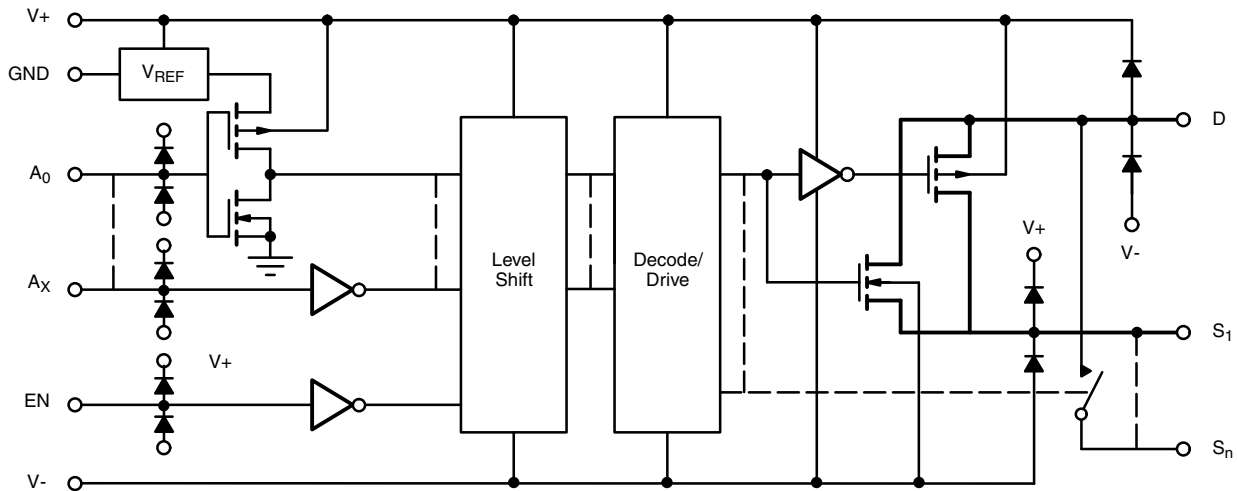 V+
GND
VREF
A0
AX
EN
V-
V+
Level
Shift
Decode/
Drive
V+
D
V-
S1
Sn